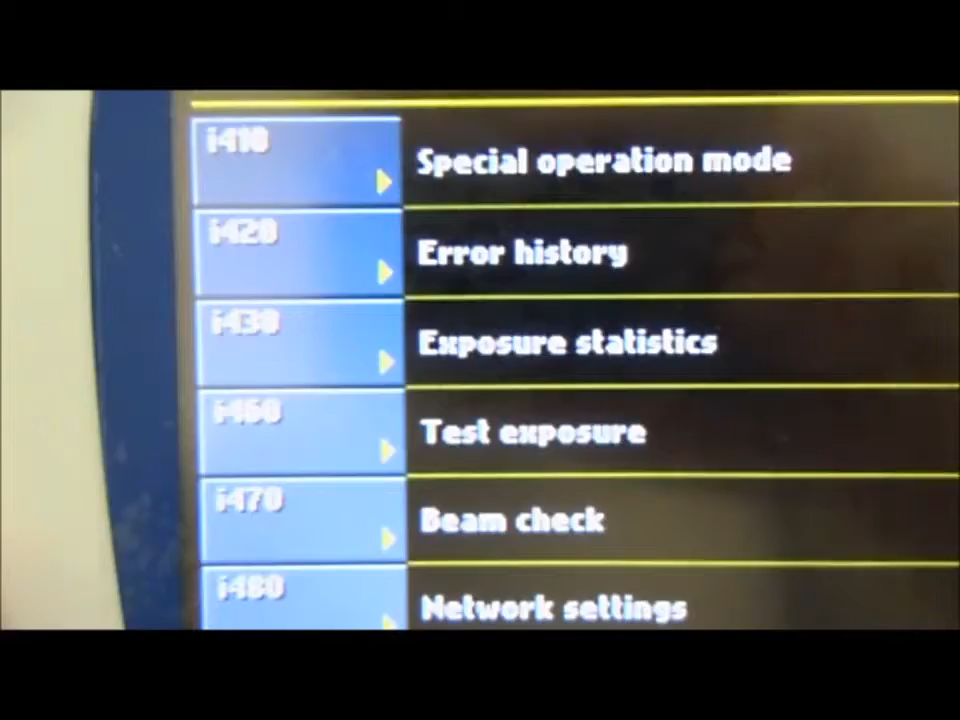 i410
Special operation mode
i420
Error history
i430
Exposure statistics
i460
Test exposure
i470
Beam check
i480
Network settings